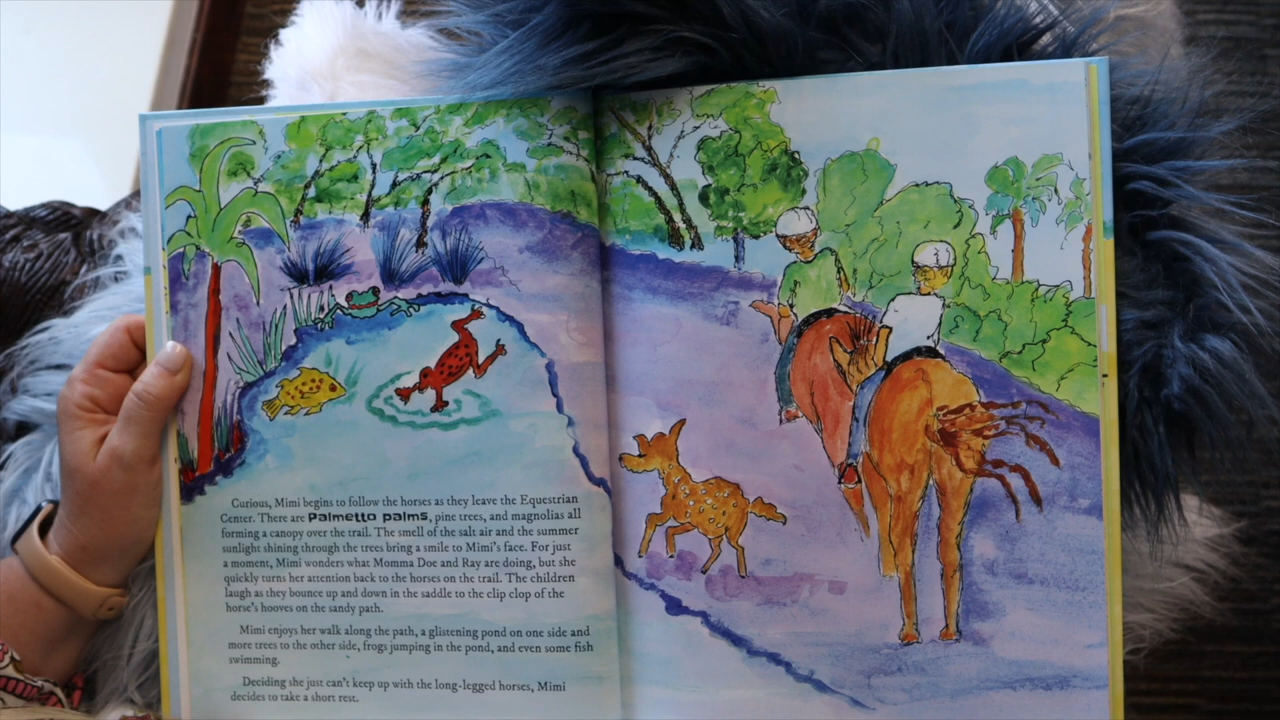 Curious, Mimi begins to follow the horses as they leave the Equestrian
Center. There are Palmetto palms, pine trees, and magnolias all
forming a canopy over the trail. The smell of the salt air and the summer
sunlight shining through the trees bring a smile to Mimi's face. For just
a moment, Mimi wonders what Momma Doe and Ray are doing, but she
quickly turns her attention back to the horses on the trail. The children
laugh as they bounce up and down in the saddle to the clip clop of the
horse's hooves on the sandy path.
Mimi enjoys her walk along the path, a glistening pond on one side and
more trees to the other side, frogs jumping in the pond, and even some fish
swimming.
Deciding she just can't keep up with the long-legged horses, Mimi
decides to take a short rest.